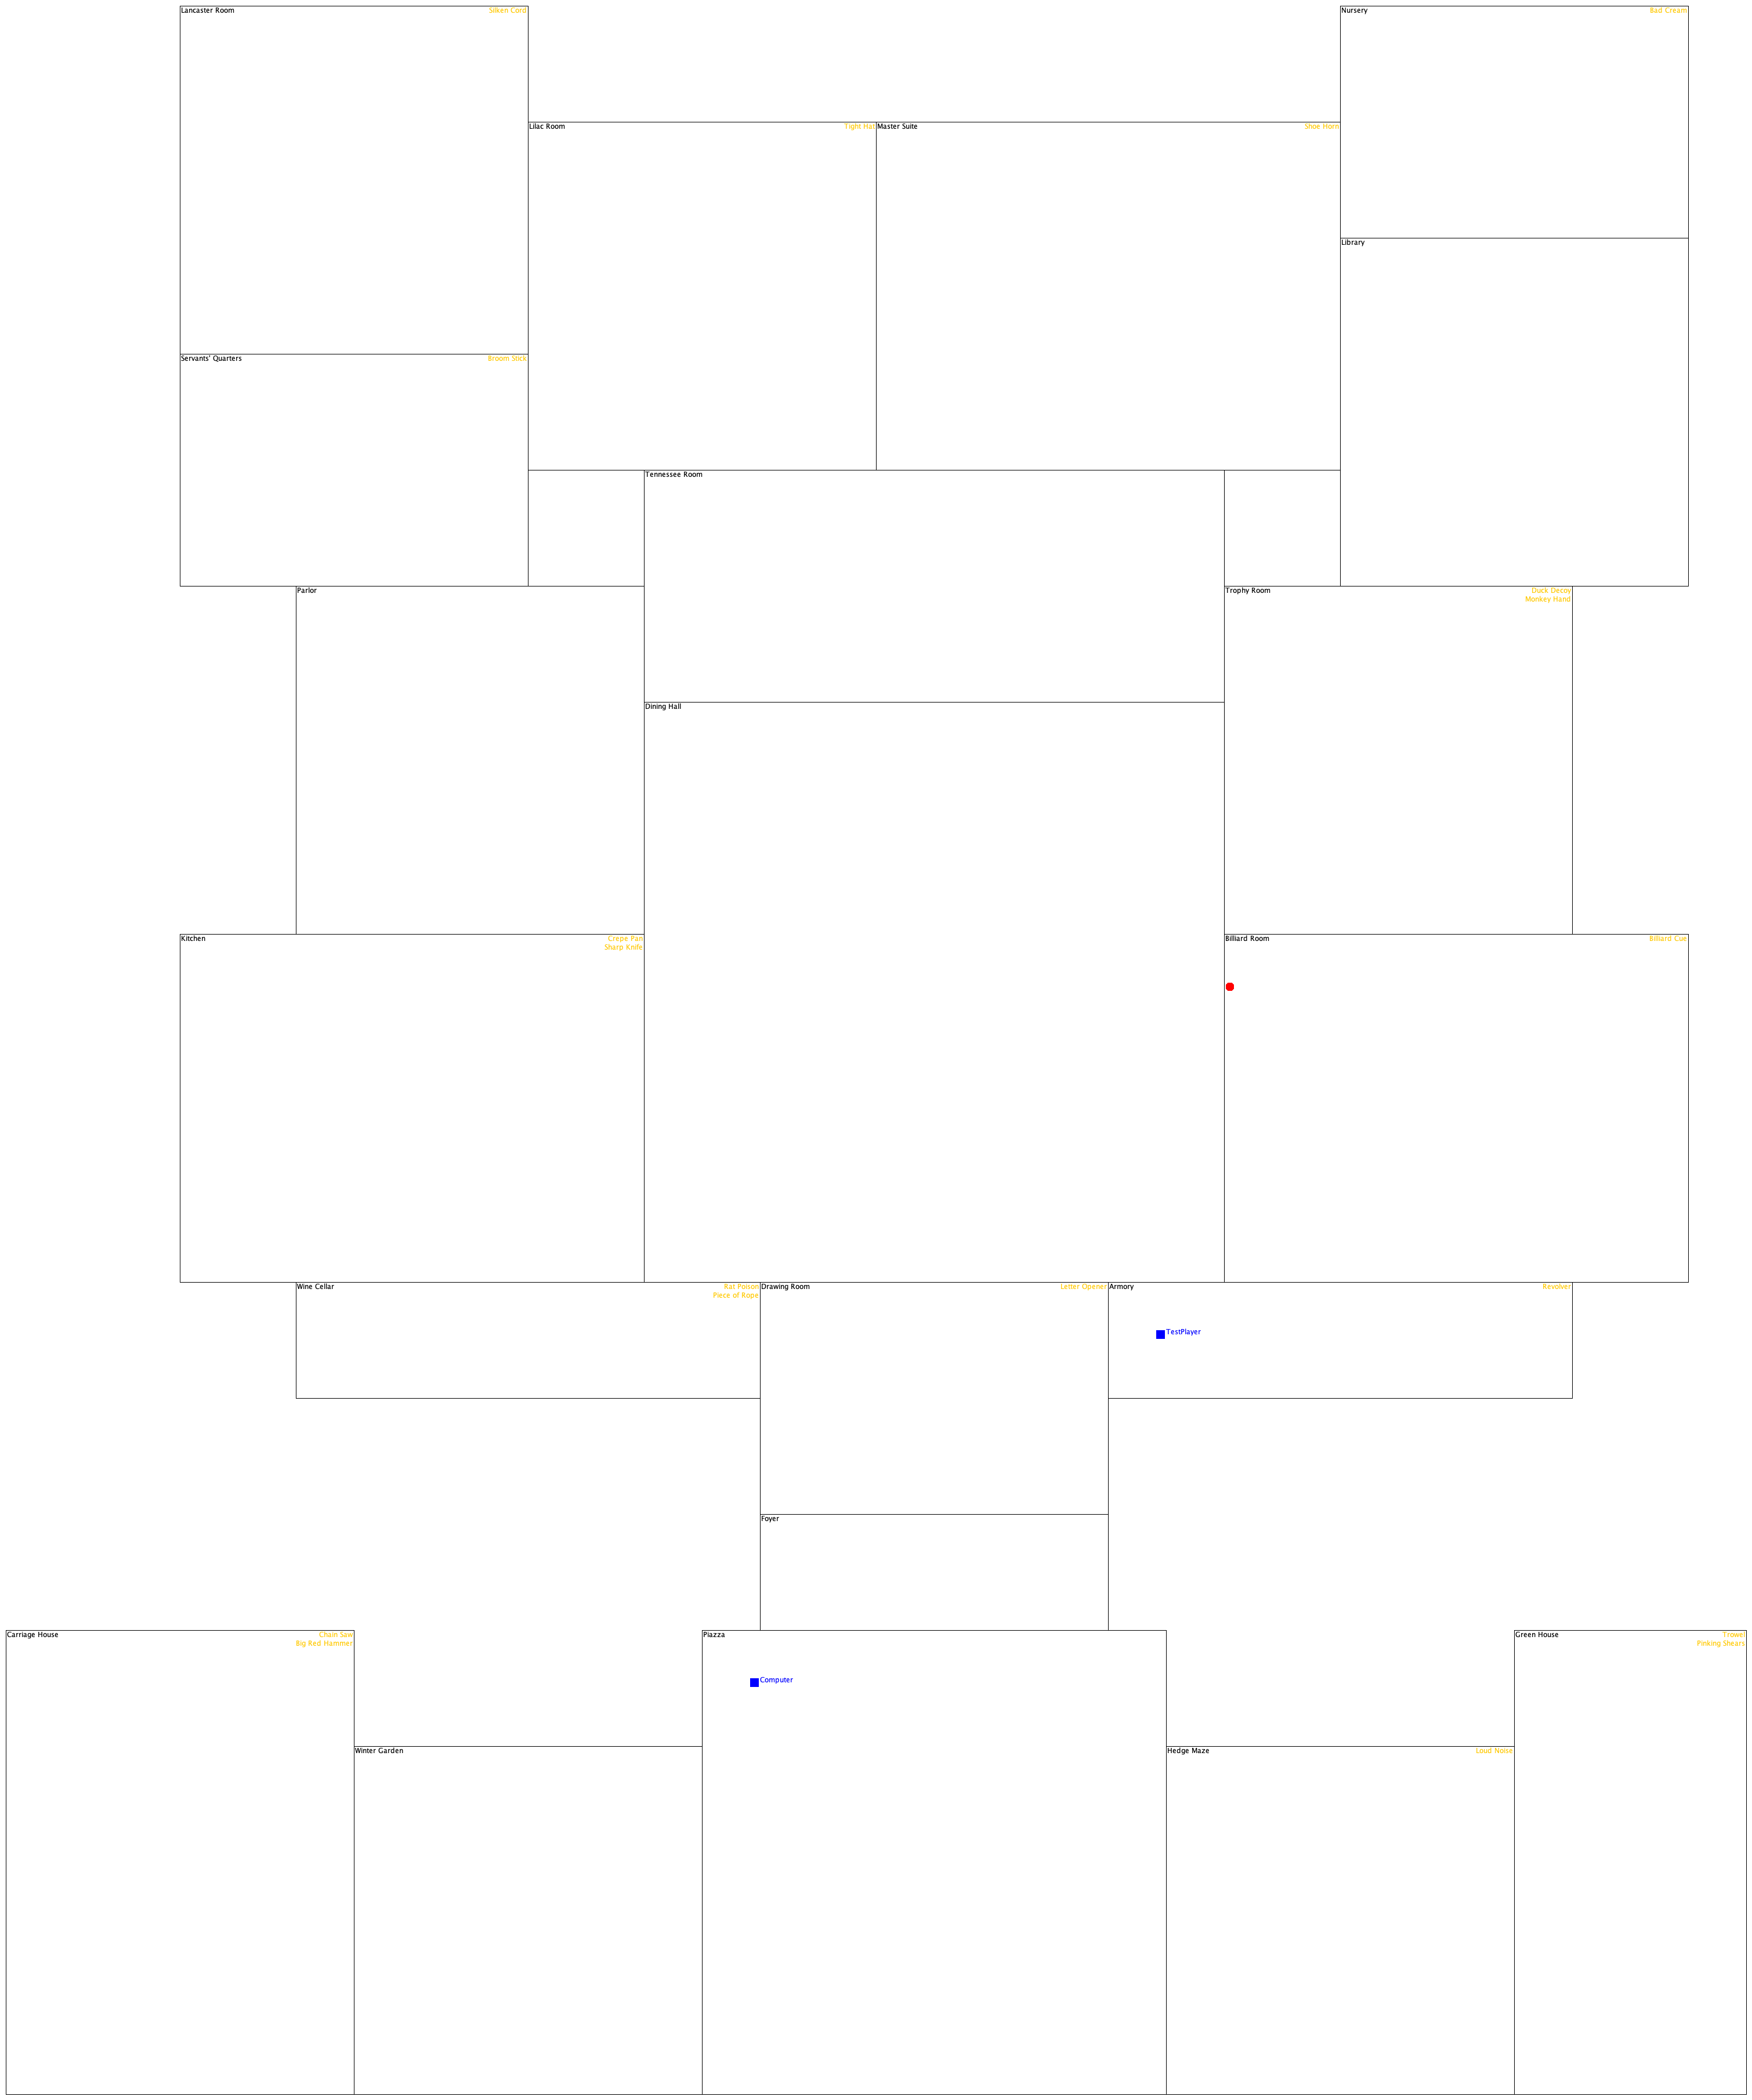 Lancaster Room
Silken Cord
Nursery
Bad Cream
Lilac Room
Tight Hat
Master Suite
Shoe Horn
Library
Servants' Quarters
Broom Stick
Tennessee Room
Parlor
Trophy Room
Duck Decoy
Monkey Hand
Dining Hall
Kitchen
Crepe Pan
Sharp Knife
Billiard Room
Billiard Cue
Wine Cellar
Rat Poison
Piece of Rope
Drawing Room
Letter Opener
Armory
Revolver
TestPlayer
Foyer
Carriage House
Chain Saw
Big Red Hammer
Piazza
Green House
Trowel
Pinking Shears
Computer
Winter Garden
Hedge Maze
Loud Noise